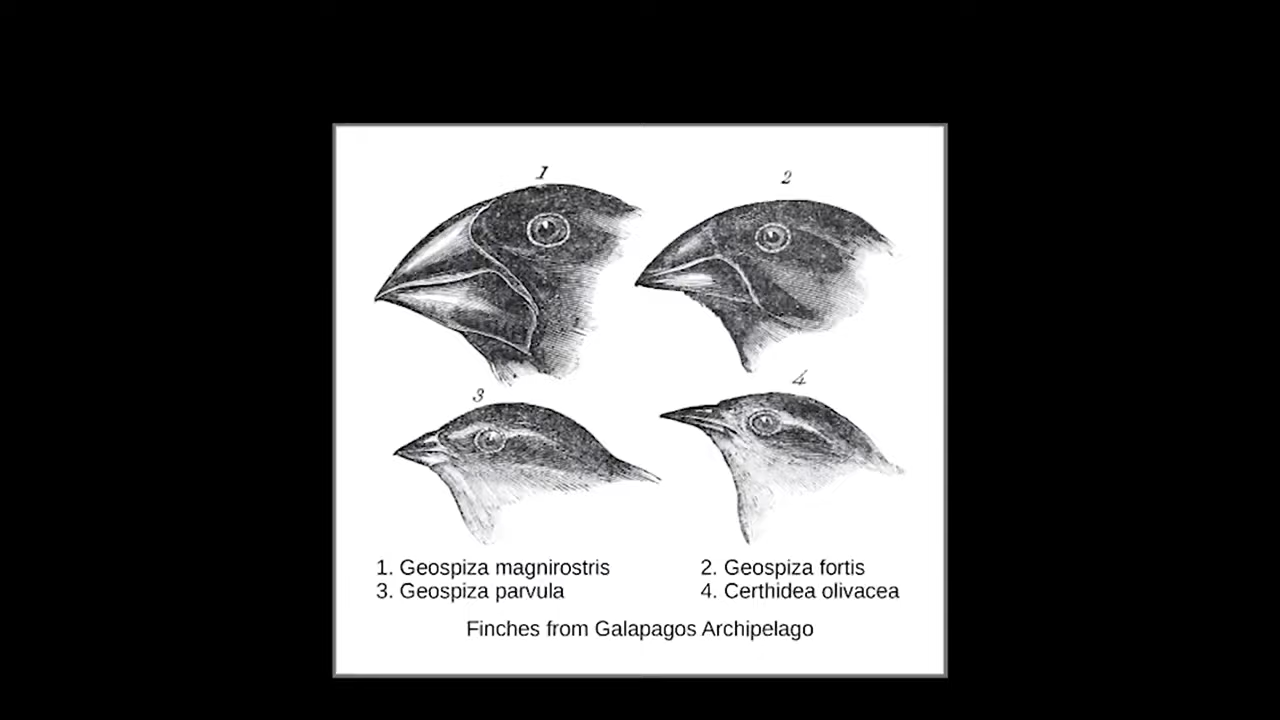 1
2
3
4
1. Geospiza magnirostris
2. Geospiza fortis
3. Geospiza parvula
4. Certhidea olivacea
Finches from Galapagos Archipelago